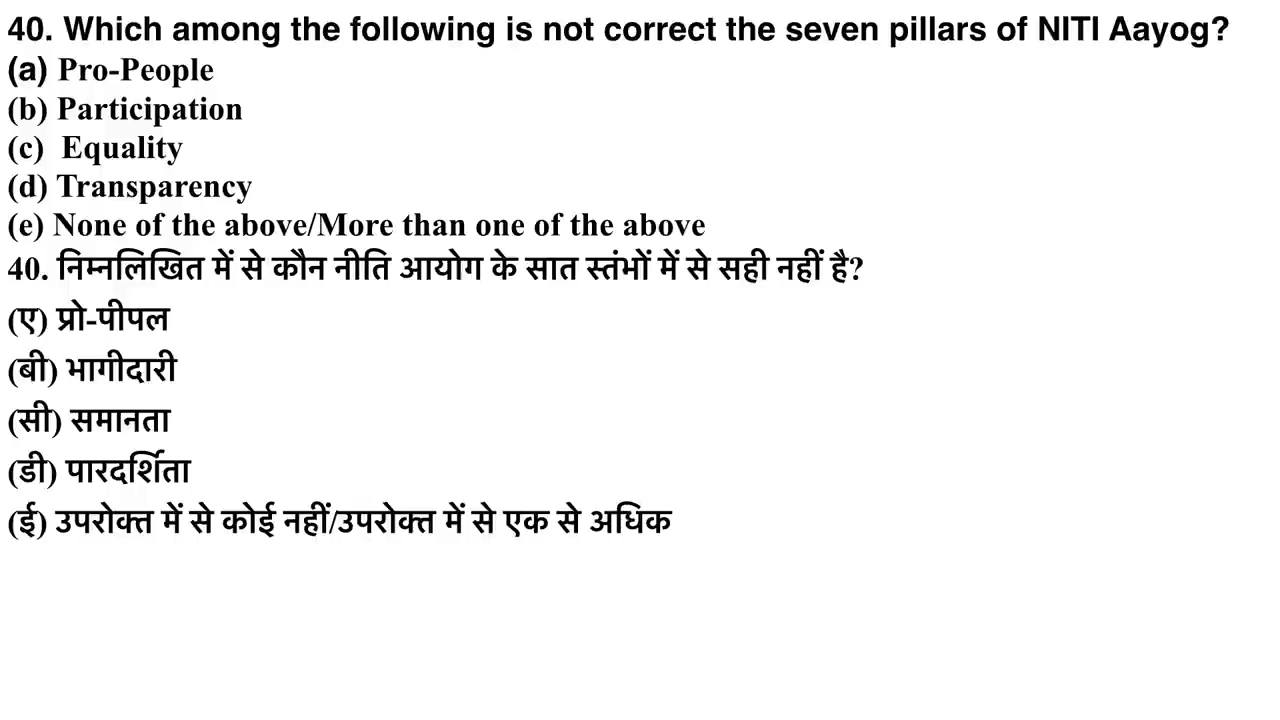 40. Which among the following is not correct the seven pillars of NITI Aayog?
(a) Pro-People
(b) Participation
(c) Equality
(d) Transparency
(e) None of the above/More than one of the above
40. निम्नलिखित में से कौन नीति आयोग के सात स्तंभों में से सही नहीं है?
(ए) प्रो-पीपल
(बी) भागीदारी
(सी) समानता
(डी) पारदर्शिता
(ई) उपरोक्त में से कोई नहीं/उपरोक्त में से एक से अधिक